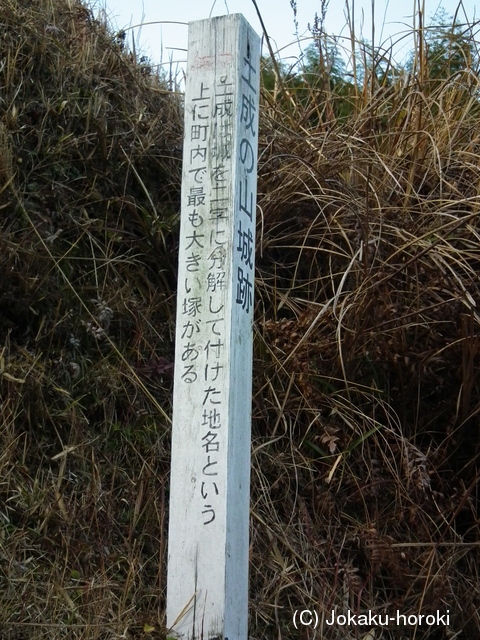 土成の山城跡
土成は城を二字に分解して付けた地名という
上に町内で最も大きい塚がある
(C) Jokaku-horoki